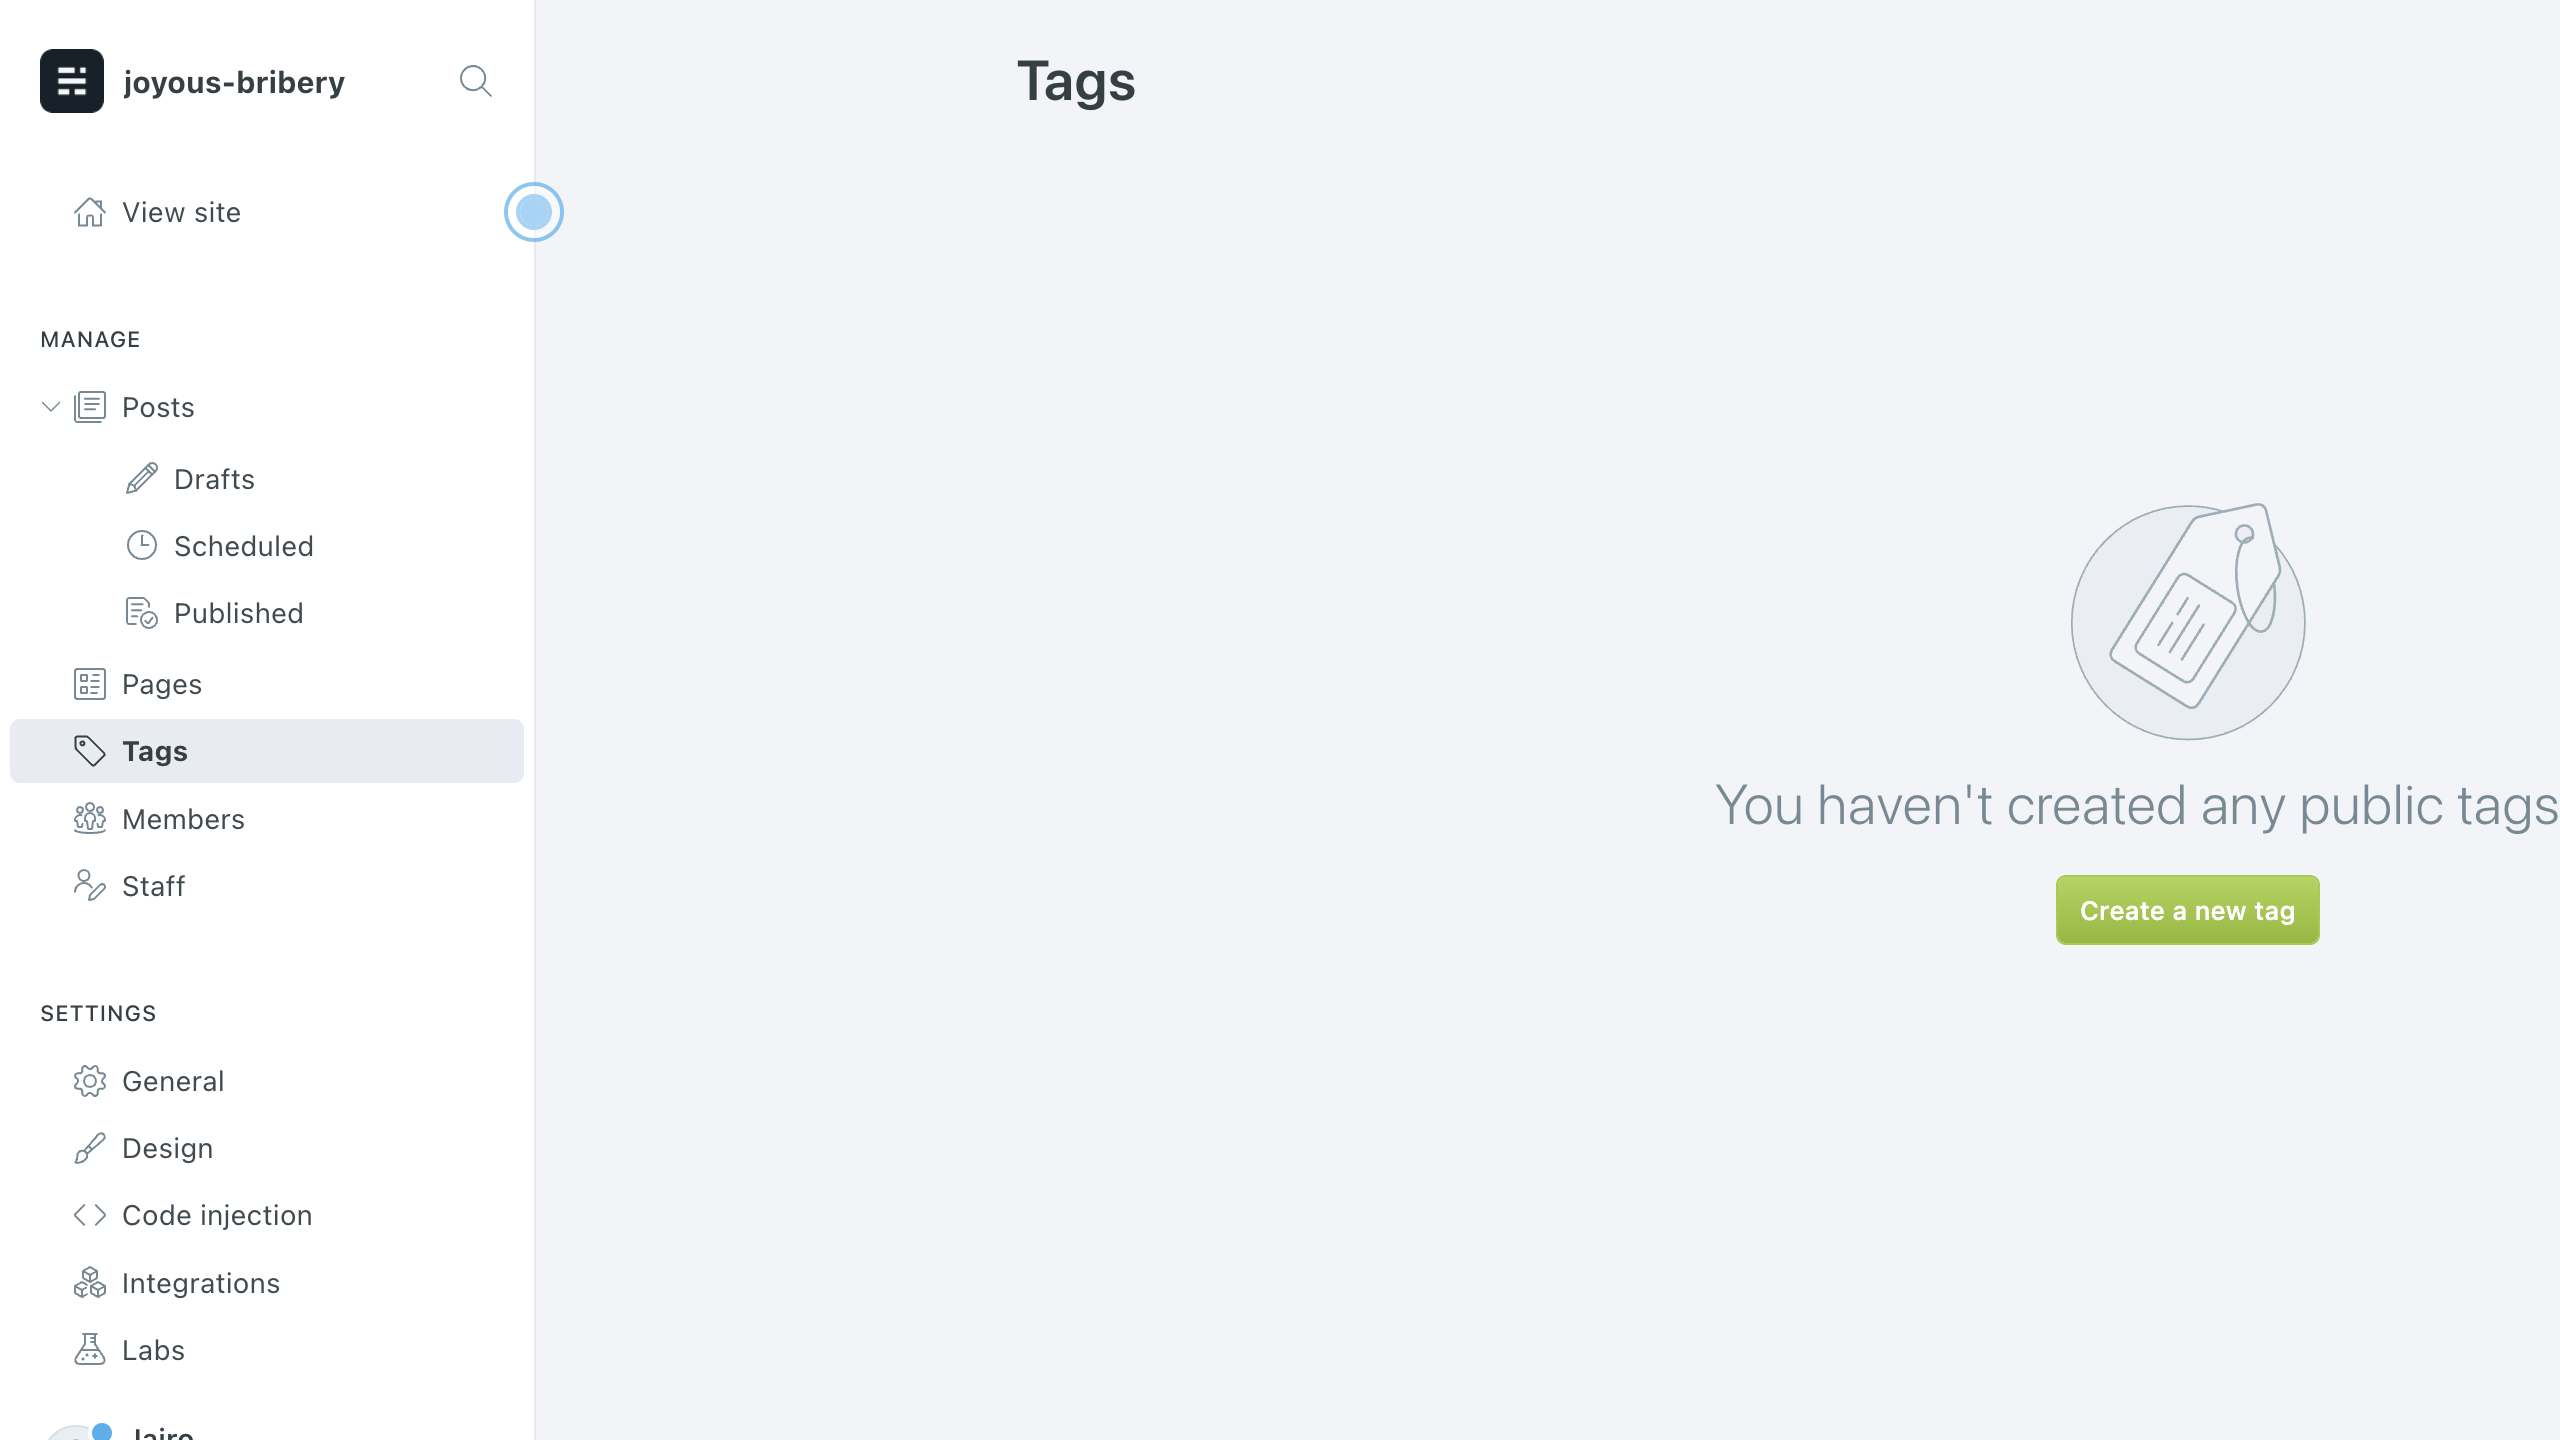 joyous-bribery
Tags
View site
MANAGE
Posts
Drafts
Scheduled
Published
Pages
Tags
Members
Staff
You haven't created any public tags
Create a new tag
SETTINGS
General
Design
Code injection
Integrations
Labs
Jairo